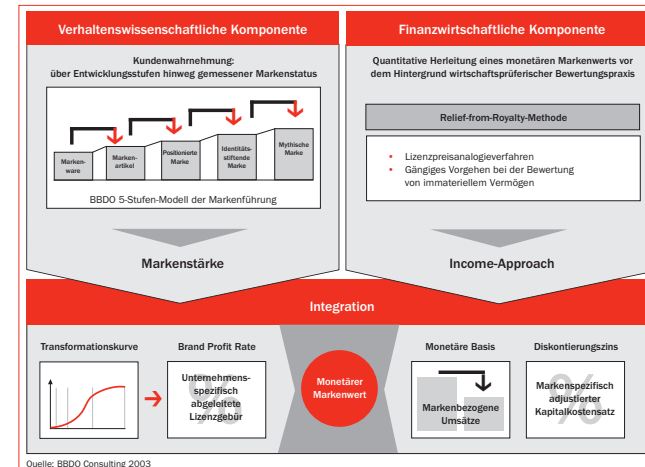 Verhaltenswissenschaftliche Komponente
Kundenwahrnehmung:
über Entwicklungsstufen hinweg gemessener Markenstatus
Marken-
ware
Marken-
artikel
Positionierte
Marke
Identitäts-
stiftende
Marke
Mythische
Marke
BBDO 5-Stufen-Modell der Markenführung
Markenstärke
Finanzwirtschaftliche Komponente
Quantitative Herleitung eines monetären Markenwerts vor
dem Hintergrund wirtschaftsprüferischer Bewertungspraxis
Relief-from-Royalty-Methode
• Lizenzpreisanalogieverfahren
• Gängiges Vorgehen bei der Bewertung
von immateriellem Vermögen
Income-Approach
Integration
Transformationskurve
Brand Profit Rate
%
Unternehmens-
spezifisch
abgeleitete
Lizenzgebür
Monetärer
Markenwert
Monetäre Basis
Markenbezogene
Umsätze
Diskontierungszins
%
Markenspezifisch
adjustierter
Kapitalkostensatz
Quelle: BBDO Consulting 2003